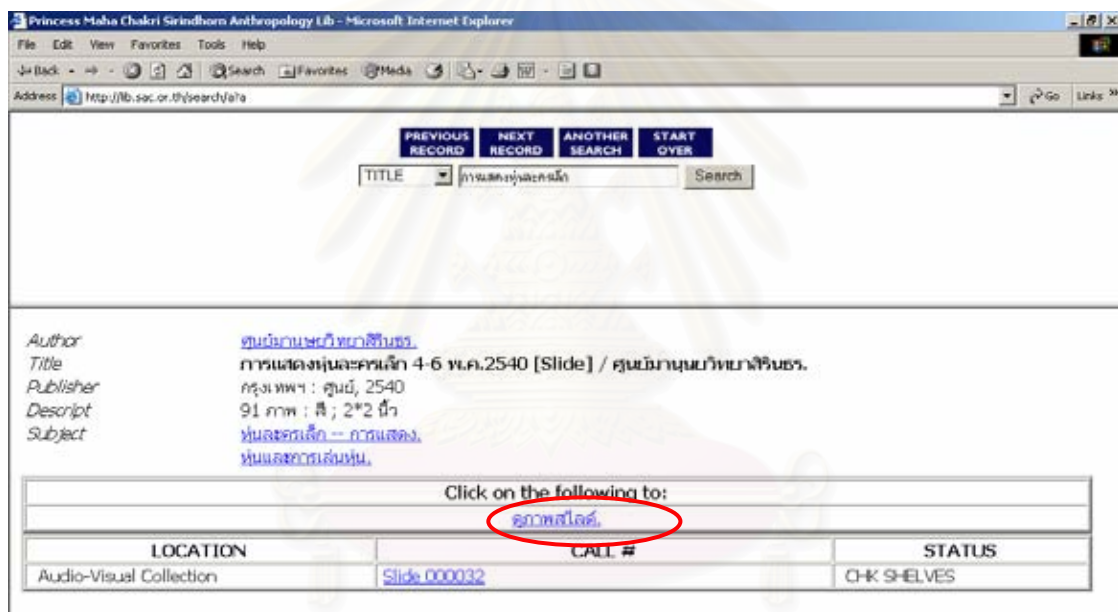 Princess Maha Chakri Sirindhorn Anthropology Lib - Microsoft Internet Explorer
File Edit View Favorites Tools Help
Back Search Favorites Media
Address http://lib.sac.or.th/search/a?a Go Links »
PREVIOUS RECORD NEXT RECORD ANOTHER SEARCH START OVER
TITLE การแสดงหุ่นละครเล็ก Search
Author ศูนย์มานุษยวิทยาสิรินธร.
Title การแสดงหุ่นละครเล็ก 4-6 พ.ค.2540 [Slide] / ศูนย์มานุษยวิทยาสิรินธร.
Publisher กรุงเทพฯ : ศูนย์, 2540
Descript 91 ภาพ : สี ; 2*2 นิ้ว
Subject หุ่นละครเล็ก -- การแสดง.
หุ่นและการเล่นหุ่น.
Click on the following to:
ดูภาพสไลด์.
LOCATION CALL # STATUS
Audio-Visual Collection Slide 000032 CHK SHELVES